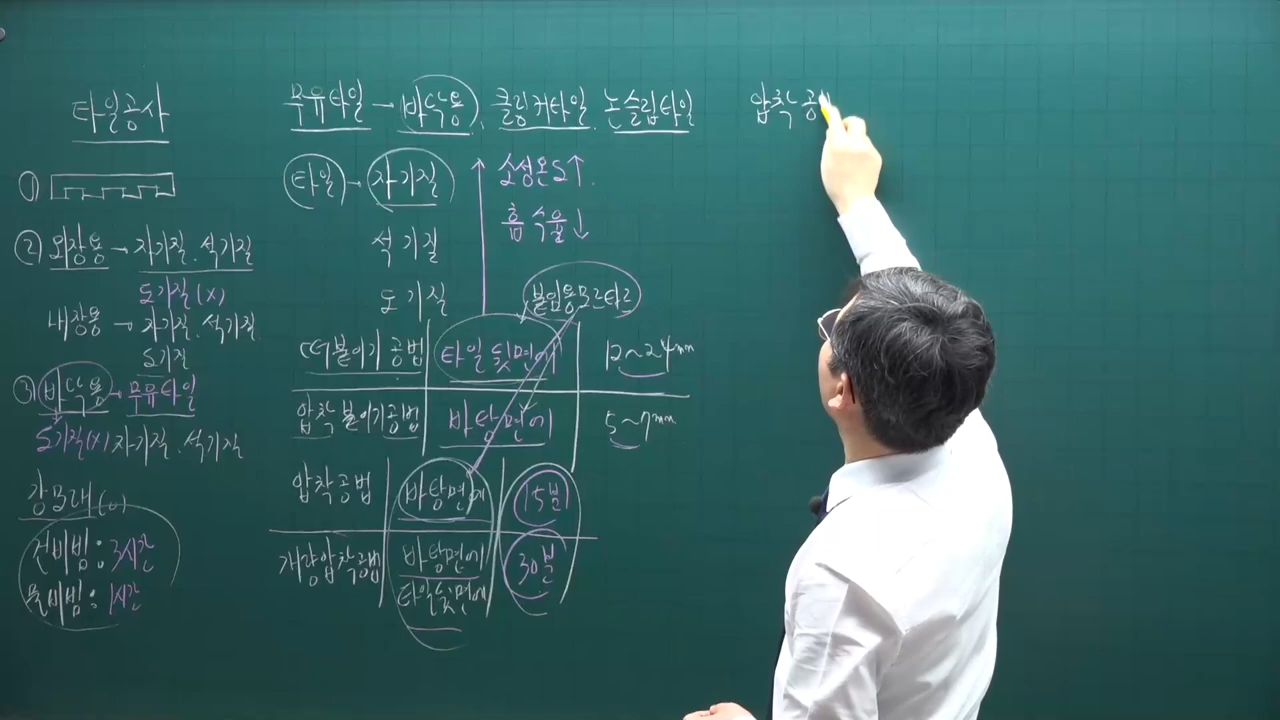 타일공사
①
② 외장용 → 자기질. 석기질
도기질(X)
내장용 → 자기질. 석기질.
도기질
③ 바닥용 → 무유타일
도기질(X) 자기질. 석기질
강모래(O)
건비빔: 3시간
물비빔: 1시간
무유타일 → 바닥용, 클링커타일. 논슬립타일
타일 → 자기질
석기질
도기질
소성온도↑.
흡수율↓
붙임용모르타르
떠붙이기 공법 타일뒷면에 12~24mm
압착붙이기공법 바탕면에 5~7mm
압착공법 바탕면에 15분
개량압착공법 바탕면에 30분
타일뒷면에
압착공